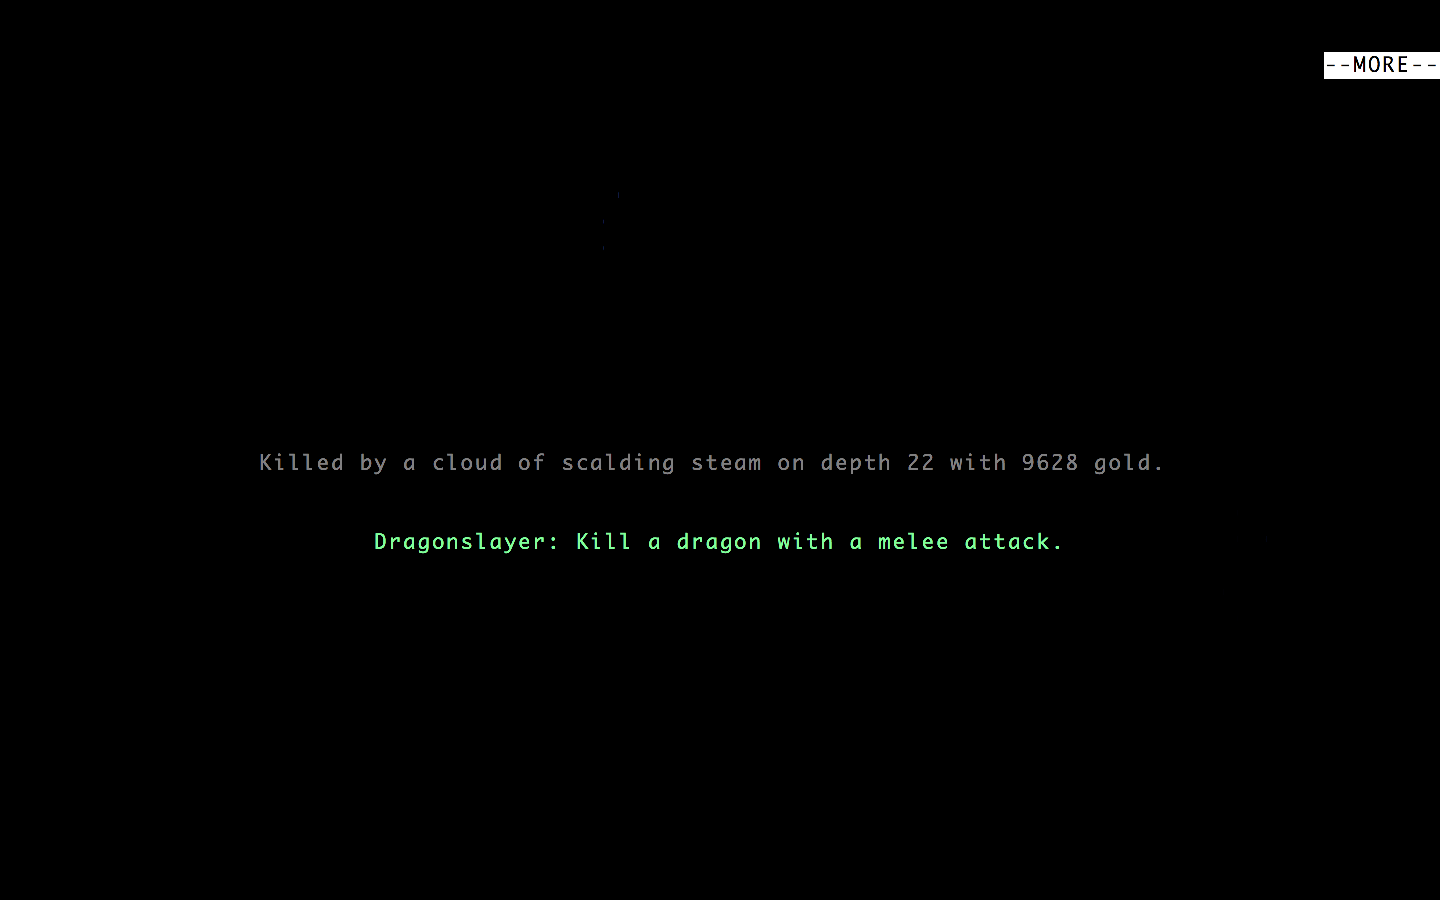 --MORE--
Killed by a cloud of scalding steam on depth 22 with 9628 gold.
Dragonslayer: Kill a dragon with a melee attack.